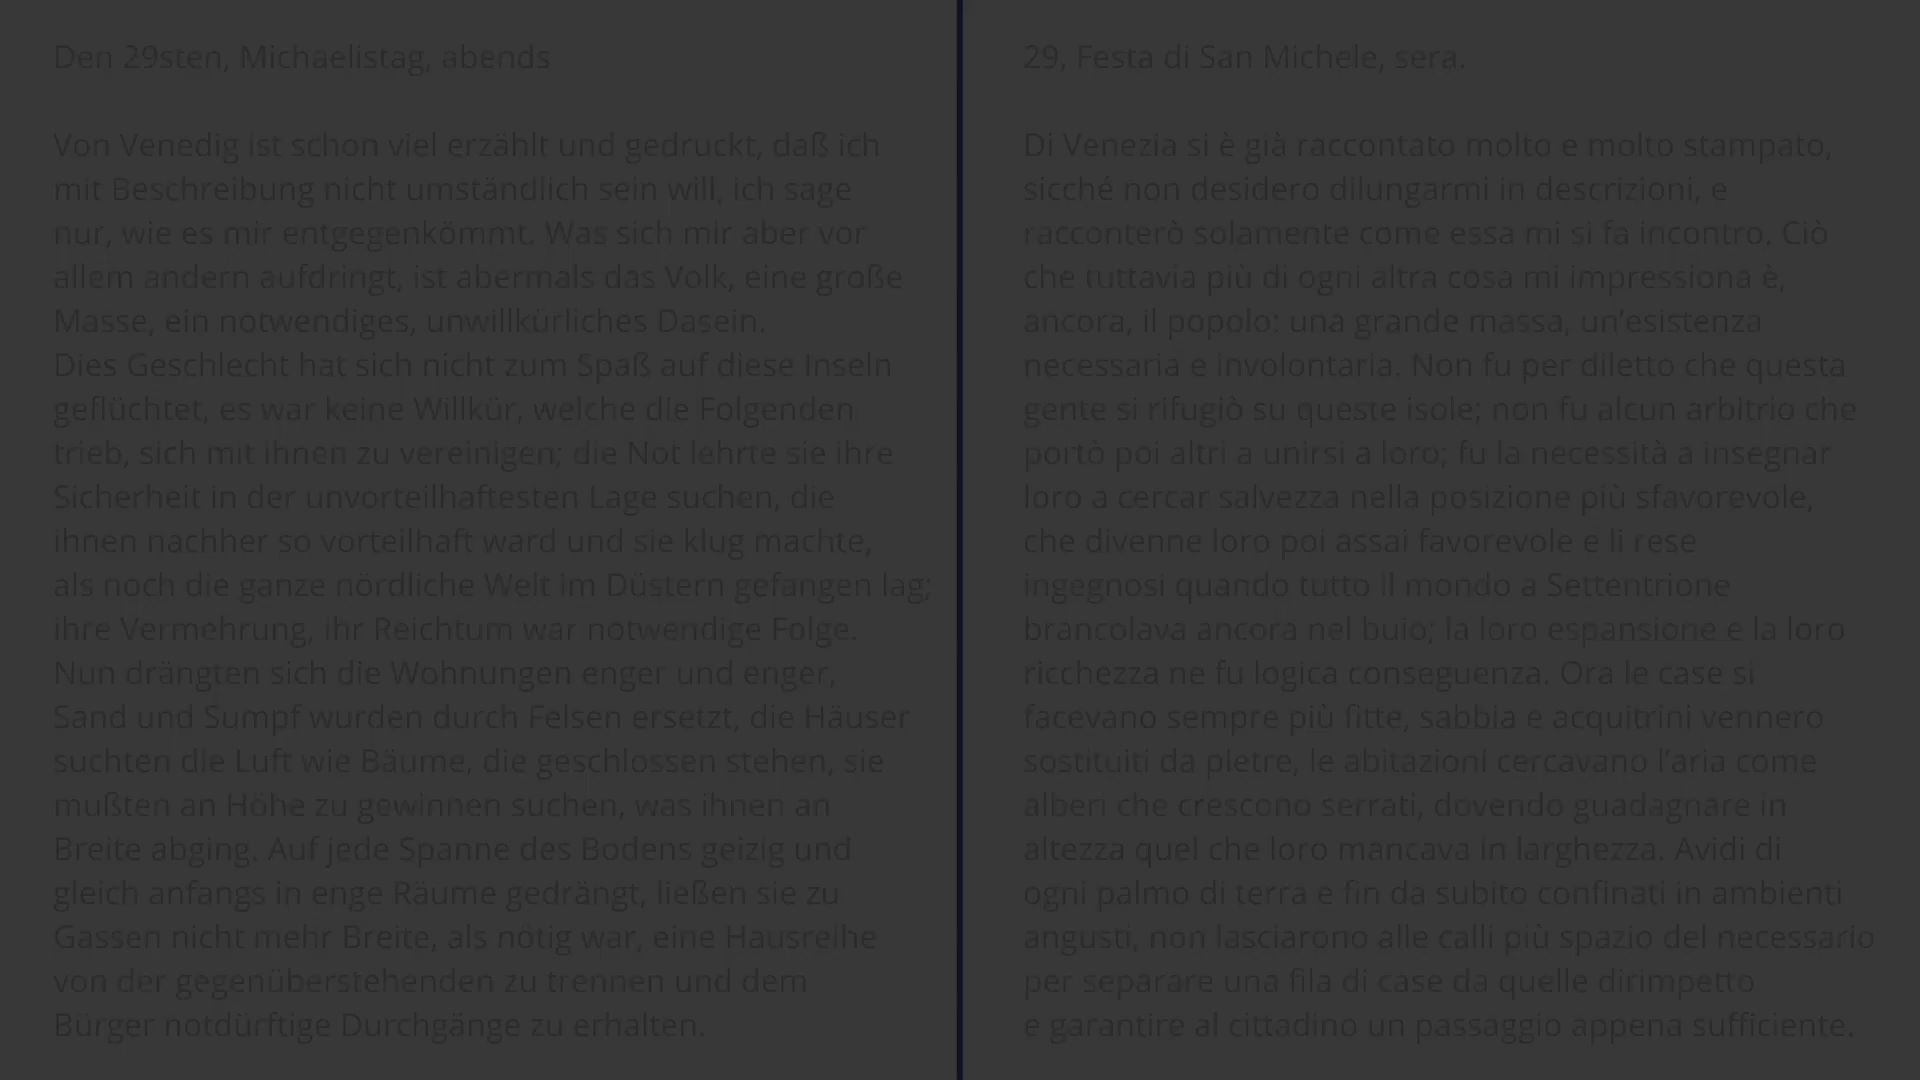 Den 29sten, Michaelistag, abends
Von Venedig ist schon viel erzählt und gedruckt, daß ich
mit Beschreibung nicht umständlich sein will, ich sage
nur, wie es mir entgegenkömmt. Was sich mir aber vor
allem andern aufdringt, ist abermals das Volk, eine große
Masse, ein notwendiges, unwillkürliches Dasein.
Dies Geschlecht hat sich nicht zum Spaß auf diese Inseln
geflüchtet, es war keine Willkür, welche die Folgenden
trieb, sich mit ihnen zu vereinigen; die Not lehrte sie ihre
Sicherheit in der unvorteilhaftesten Lage suchen, die
ihnen nachher so vorteilhaft ward und sie klug machte,
als noch die ganze nördliche Welt im Düstern gefangen lag;
ihre Vermehrung, ihr Reichtum war notwendige Folge.
Nun drängten sich die Wohnungen enger und enger,
Sand und Sumpf wurden durch Felsen ersetzt, die Häuser
suchten die Luft wie Bäume, die geschlossen stehen, sie
mußten an Höhe zu gewinnen suchen, was ihnen an
Breite abging. Auf jede Spanne des Bodens geizig und
gleich anfangs in enge Räume gedrängt, ließen sie zu
Gassen nicht mehr Breite, als nötig war, eine Hausreihe
von der gegenüberstehenden zu trennen und dem
Bürger notdürftige Durchgänge zu erhalten.
29, Festa di San Michele, sera.
Di Venezia si è già raccontato molto e molto stampato,
sicché non desidero dilungarmi in descrizioni, e
racconterò solamente come essa mi si fa incontro. Ciò
che tuttavia più di ogni altra cosa mi impressiona è,
ancora, il popolo: una grande massa, un'esistenza
necessaria e involontaria. Non fu per diletto che questa
gente si rifugiò su queste isole; non fu alcun arbitrio che
portò poi altri a unirsi a loro; fu la necessità a insegnar
loro a cercar salvezza nella posizione più sfavorevole,
che divenne loro poi assai favorevole e li rese
ingegnosi quando tutto il mondo a Settentrione
brancolava ancora nel buio; la loro espansione e la loro
ricchezza ne fu logica conseguenza. Ora le case si
facevano sempre più fitte, sabbia e acquitrini vennero
sostituiti da pietre, le abitazioni cercavano l'aria come
alberi che crescono serrati, dovendo guadagnare in
altezza quel che loro mancava in larghezza. Avidi di
ogni palmo di terra e fin da subito confinati in ambienti
angusti, non lasciarono alle calli più spazio del necessario
per separare una fila di case da quelle dirimpetto
e garantire al cittadino un passaggio appena sufficiente.